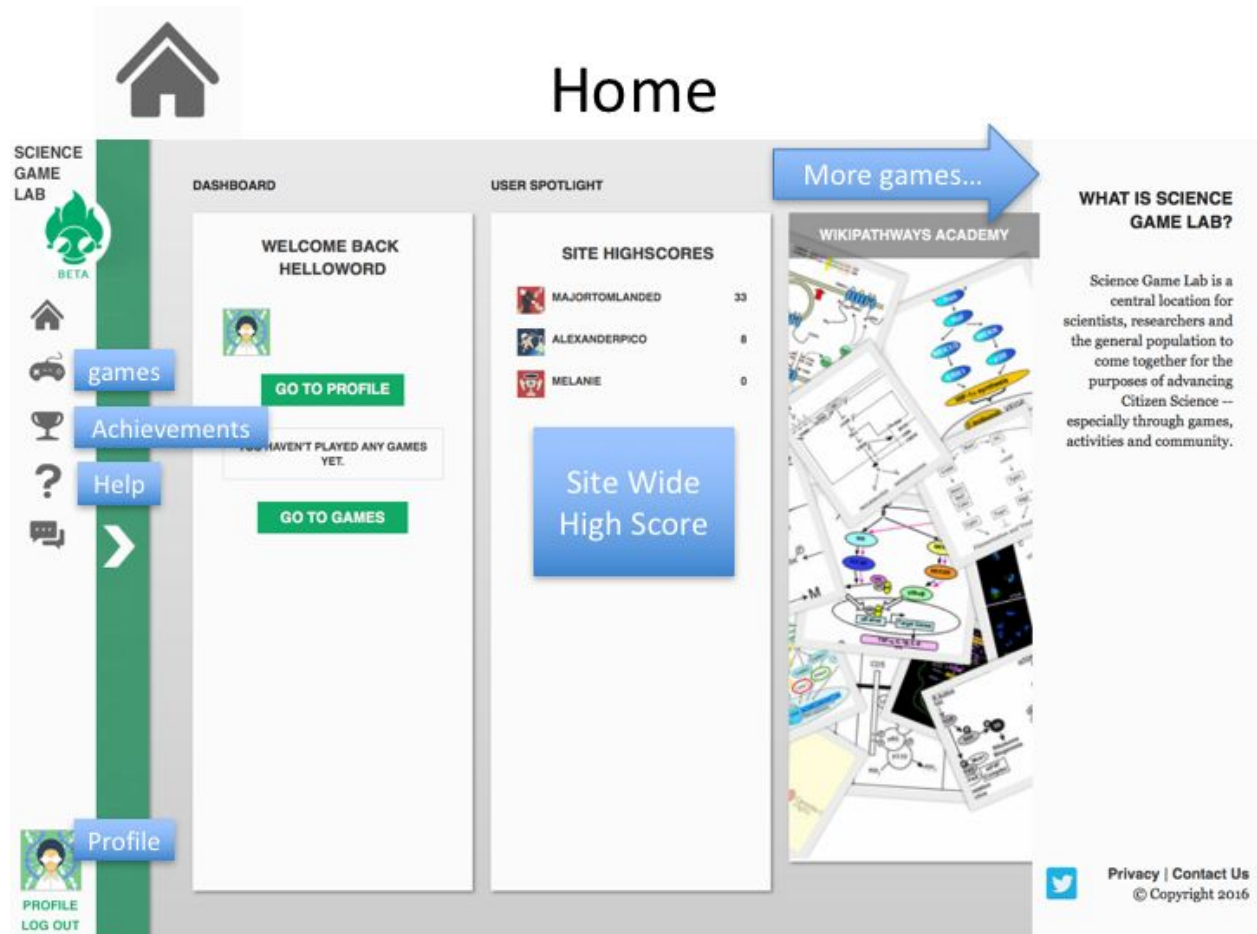 Home
SCIENCE
GAME
LAB
BETA
games
Achievements
Help
Profile
PROFILE
LOG OUT
DASHBOARD
WELCOME BACK
HELLOWORD
GO TO PROFILE
HAVEN'T PLAYED ANY GAMES
YET.
GO TO GAMES
USER SPOTLIGHT
SITE HIGHSCORES
MAJORTOMLANDED 33
ALEXANDERPICO 8
MELANIE 0
Site Wide
High Score
More games...
WIKIPATHWAYS ACADEMY
M
CDS
Target Genes
WHAT IS SCIENCE
GAME LAB?
Science Game Lab is a
central location for
scientists, researchers and
the general population to
come together for the
purposes of advancing
Citizen Science --
especially through games,
activities and community.
Privacy | Contact Us
© Copyright 2016